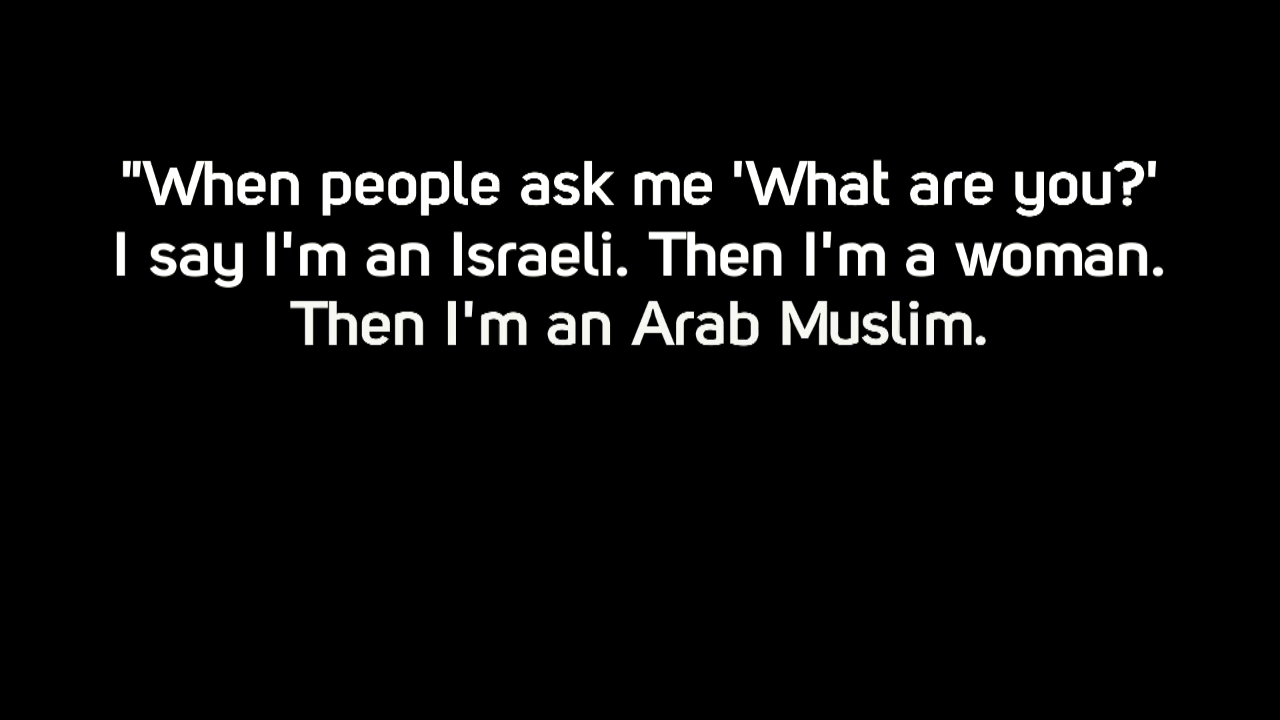 "When people ask me 'What are you?'
I say I'm an Israeli. Then I'm a woman.
Then I'm an Arab Muslim.